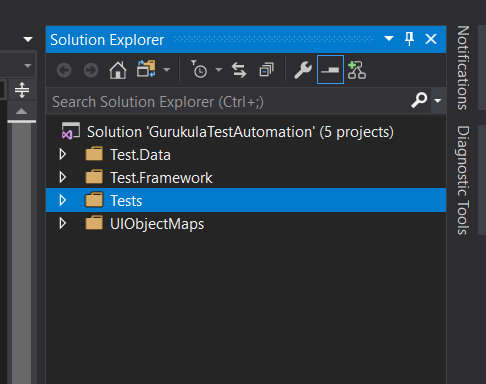 Solution Explorer
Search Solution Explorer (Ctrl+;)
Solution 'GurukulaTestAutomation' (5 projects)
Test.Data
Test.Framework
Tests
UIObjectMaps
Notifications
Diagnostic Tools